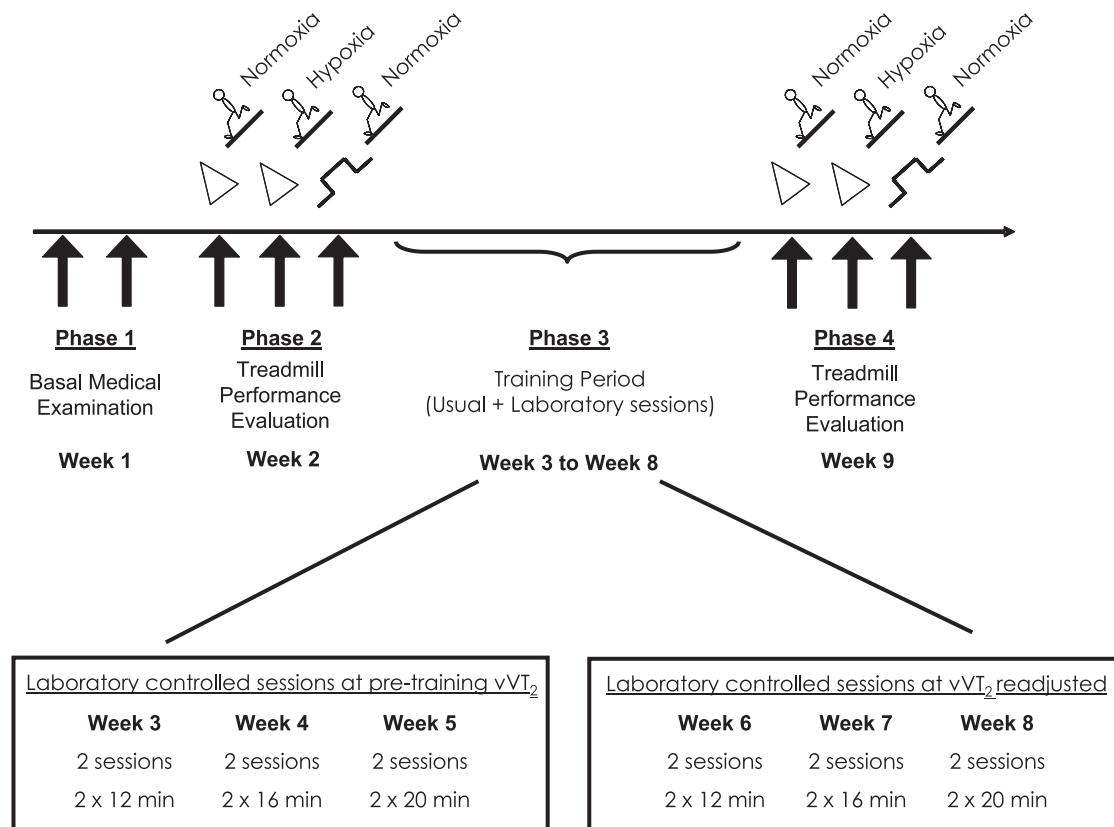 Normoxia
Hypoxia
Normoxia
Normoxia
Hypoxia
Normoxia
Phase 1
Basal Medical
Examination
Week 1
Phase 2
Treadmill
Performance
Evaluation
Week 2
Phase 3
Training Period
(Usual + Laboratory sessions)
Week 3 to Week 8
Phase 4
Treadmill
Performance
Evaluation
Week 9
Laboratory controlled sessions at pre-training vVT₂
Week 3 Week 4 Week 5
2 sessions 2 sessions 2 sessions
2 x 12 min 2 x 16 min 2 x 20 min
Laboratory controlled sessions at vVT₂ readjusted
Week 6 Week 7 Week 8
2 sessions 2 sessions 2 sessions
2 x 12 min 2 x 16 min 2 x 20 min